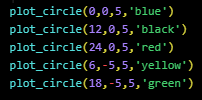 plot_circle(0,0,5,'blue')
plot_circle(12,0,5,'black')
plot_circle(24,0,5,'red')
plot_circle(6,-5,5,'yellow')
plot_circle(18,-5,5,'green')